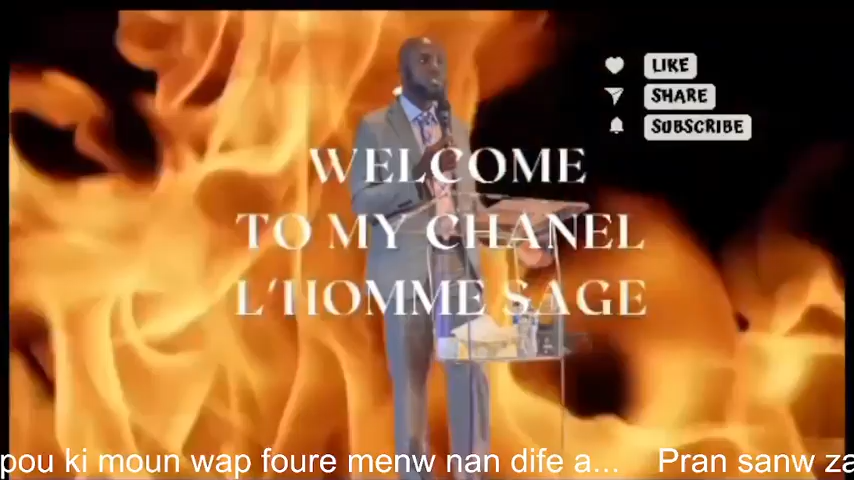 LIKE
SHARE
SUBSCRIBE
WELCOME
TO MY CHANEL
L'HOMME SAGE
pou ki moun wap foure menw nan dife a... Pran sanw za